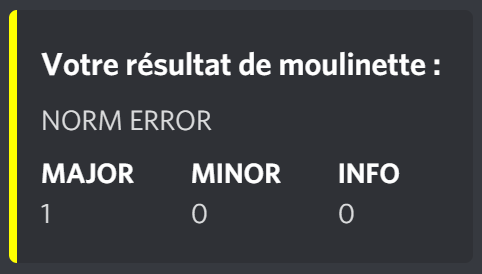 Votre résultat de moulinette :
NORM ERROR
MAJOR MINOR INFO
1 0 0